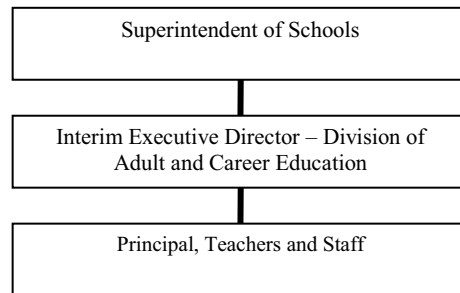 Superintendent of Schools
Interim Executive Director – Division of
Adult and Career Education
Principal, Teachers and Staff